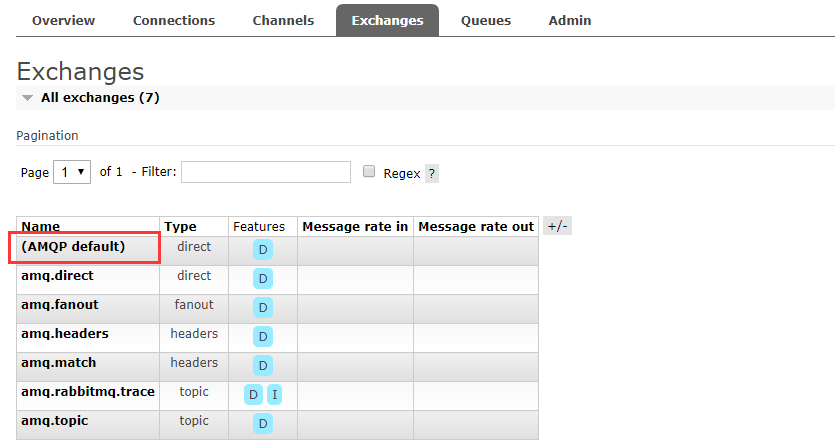 Overview Connections Channels Exchanges Queues Admin
Exchanges
All exchanges (7)
Pagination
Page 1 of 1 - Filter: Regex ?
Name Type Features Message rate in Message rate out +/-
(AMQP default) direct D
amq.direct direct D
amq.fanout fanout D
amq.headers headers D
amq.match headers D
amq.rabbitmq.trace topic D I
amq.topic topic D